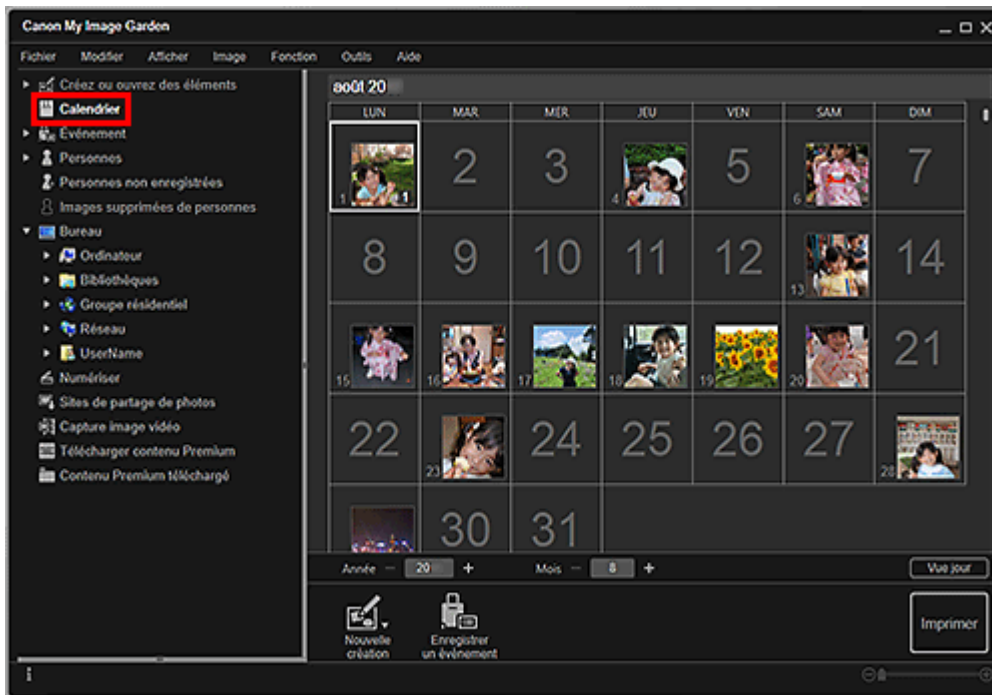 Canon My Image Garden
Fichier Modifier Afficher Image Fonction Outils Aide
Créez ou ouvrez des éléments
Calendrier
Événement
Personnes
Personnes non enregistrées
Images supprimées de personnes
Bureau
Ordinateur
Bibliothèques
Groupe résidentiel
Réseau
UserName
Numériser
Sites de partage de photos
Capture image vidéo
Télécharger contenu Premium
Contenu Premium téléchargé
août 20
LUN MAR MER JEU VEN SAM DIM
1 1 2 3 4 5 6 7
8 9 10 11 12 13 14
15 16 17 18 19 20 21
22 23 24 25 26 27 28
30 31
Année − 20 + Mois − 8 + Vue jour
Nouvelle création
Enregistrer un événement
Imprimer